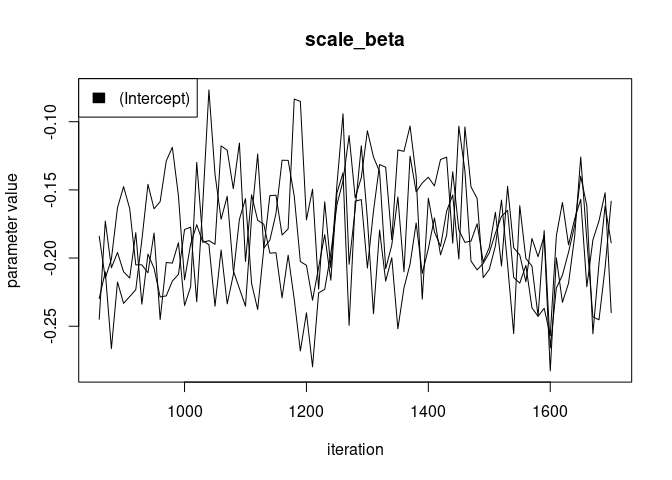 scale_beta
(Intercept)
-0.10
-0.15
-0.20
-0.25
parameter value
1000 1200 1400 1600
iteration